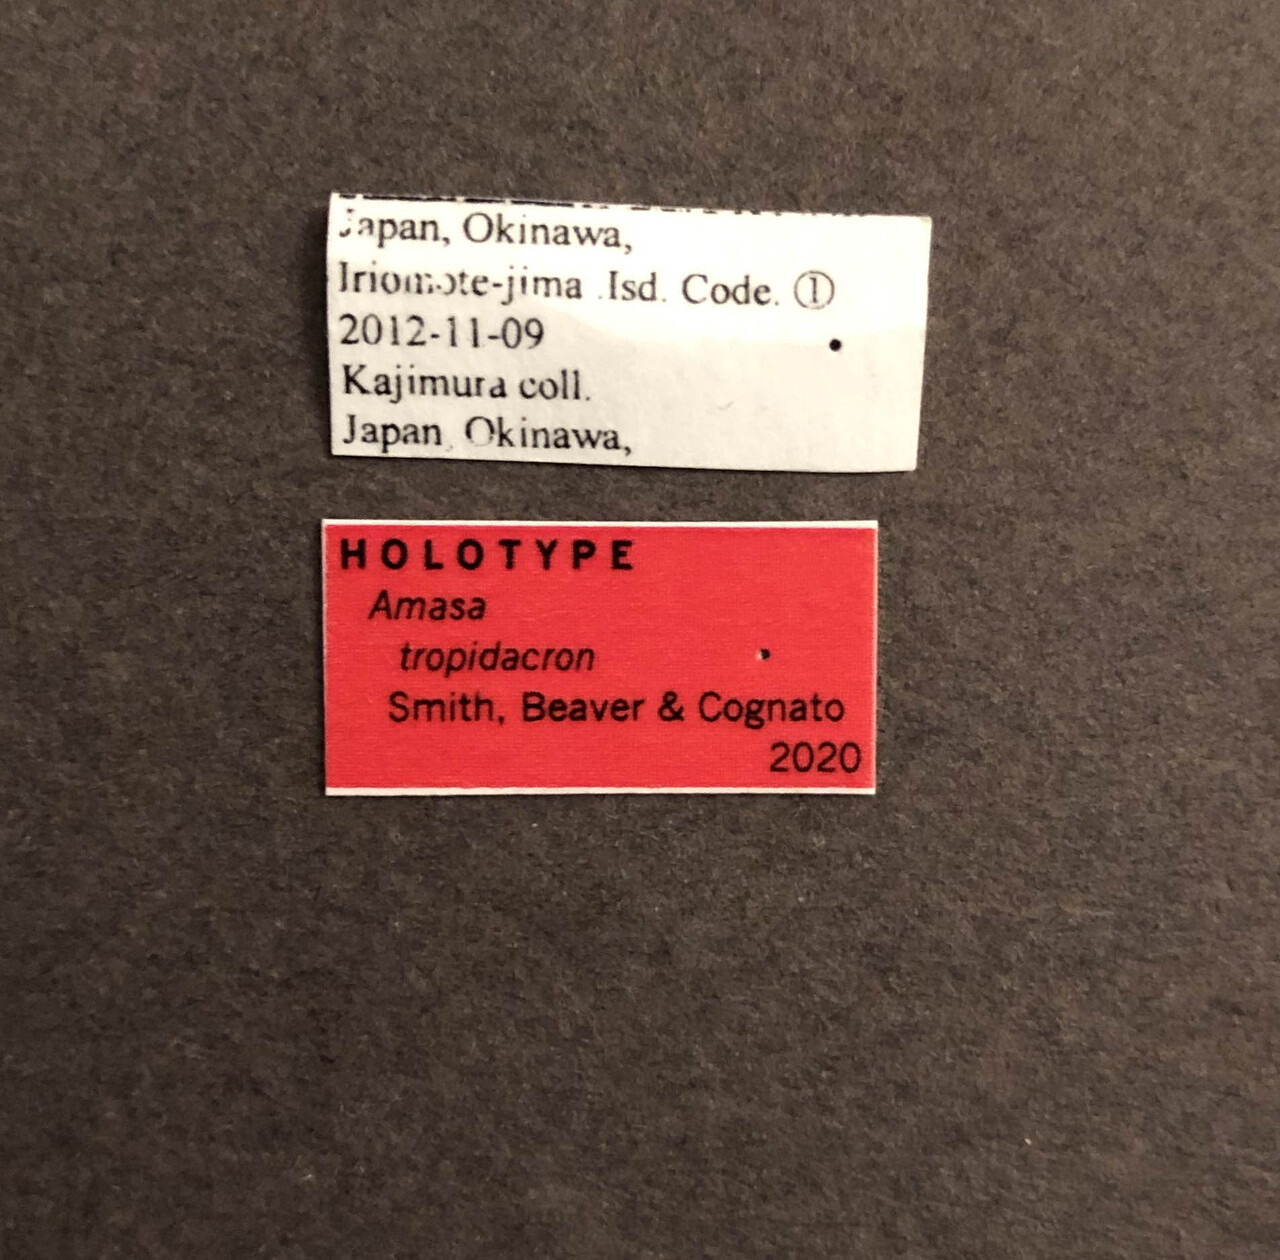 Japan, Okinawa,
Iriomote-jima .Isd. Code. ①
2012-11-09
Kajimura coll.
Japan, Okinawa,
HOLOTYPE
Amasa
tropidacron
Smith, Beaver & Cognato
2020